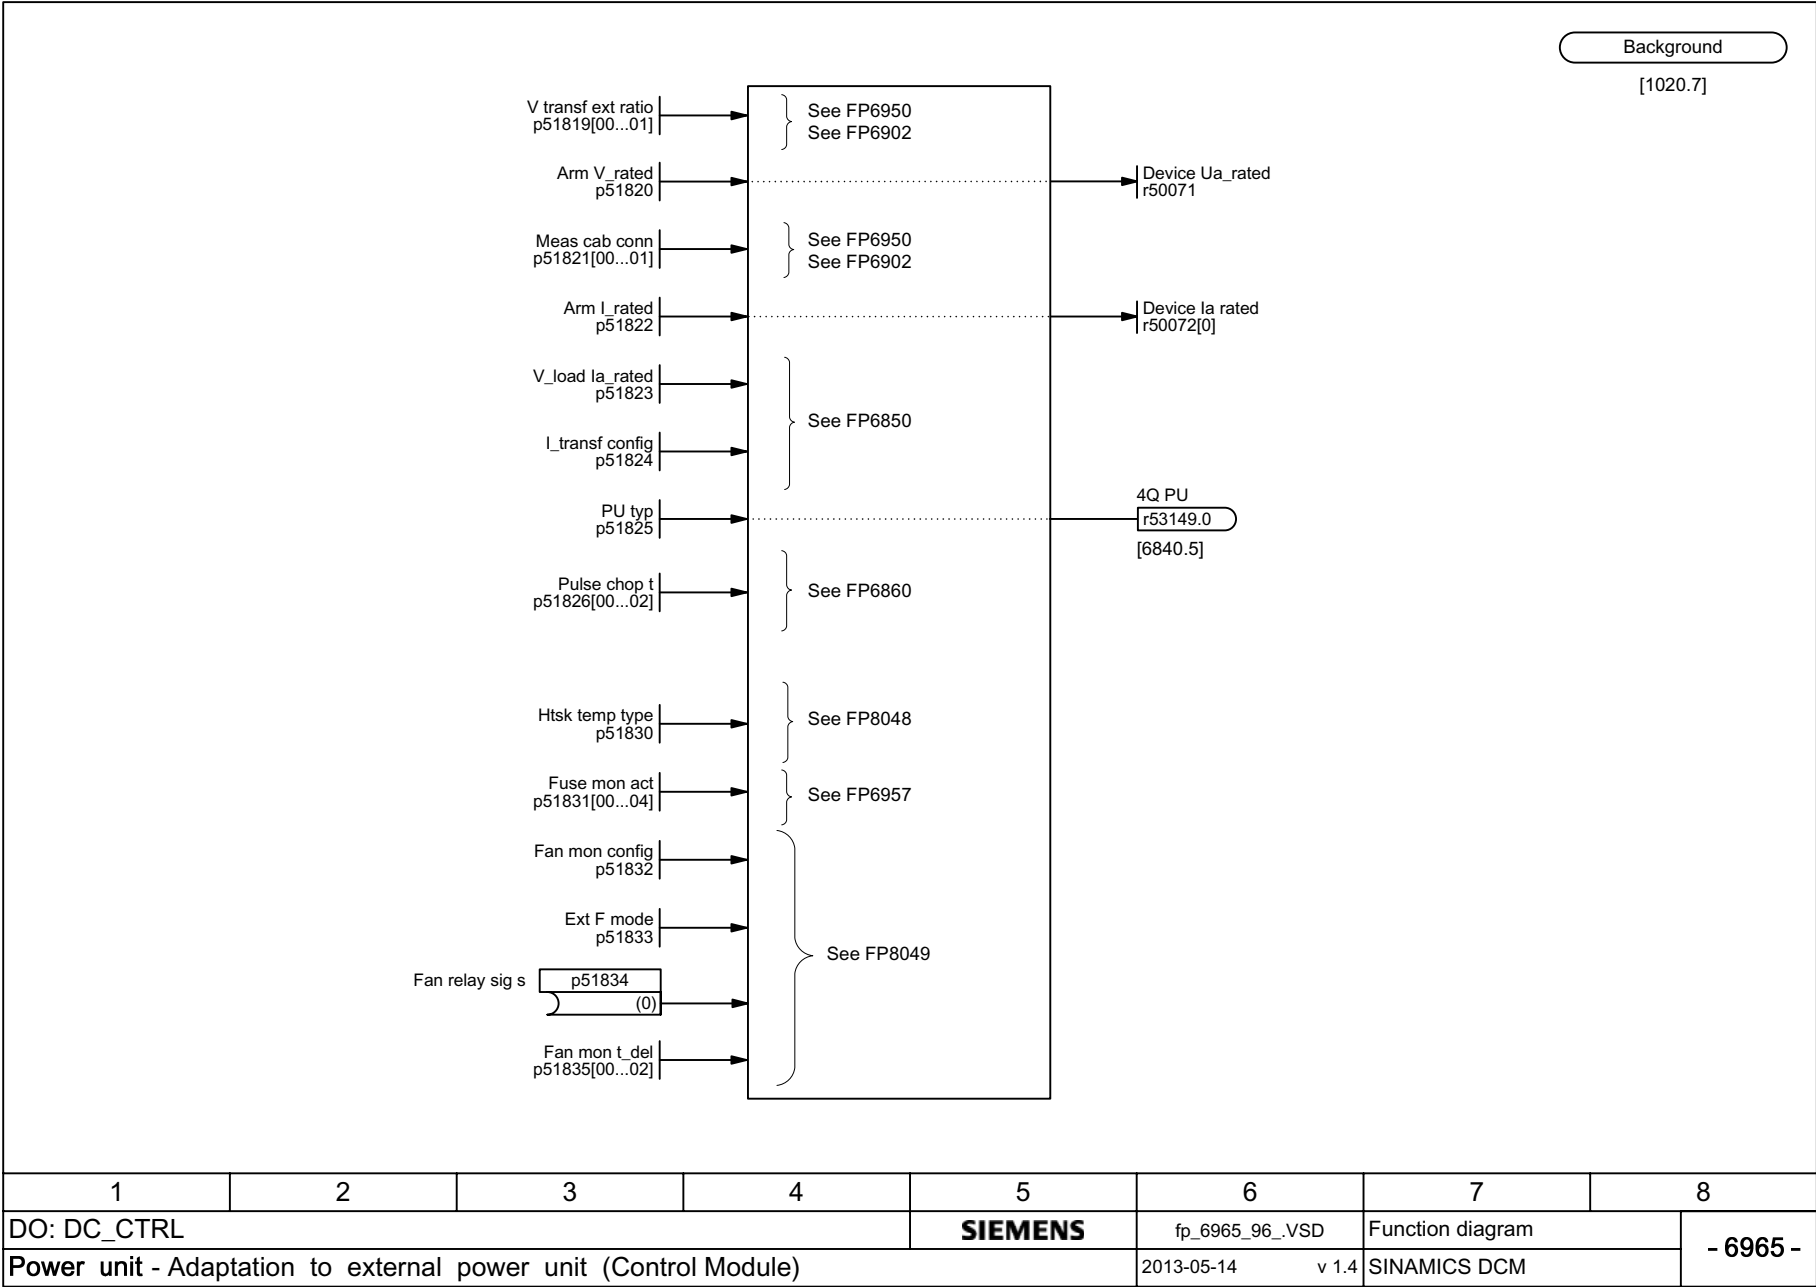 Background
[1020.7]
V transf ext ratio
p51819[00...01]
See FP6950
See FP6902
Arm V_rated
p51820
Device Ua_rated
r50071
Meas cab conn
p51821[00...01]
See FP6950
See FP6902
Arm I_rated
p51822
Device Ia rated
r50072[0]
V_load Ia_rated
p51823
See FP6850
I_transf config
p51824
PU typ
p51825
4Q PU
r53149.0
[6840.5]
Pulse chop t
p51826[00...02]
See FP6860
Htsk temp type
p51830
See FP8048
Fuse mon act
p51831[00...04]
See FP6957
Fan mon config
p51832
Ext F mode
p51833
See FP8049
Fan relay sig s
p51834
(0)
Fan mon t_del
p51835[00...02]
1 2 3 4 5 6 7 8
DO: DC_CTRL
SIEMENS
fp_6965_96_.VSD
Function diagram
- 6965 -
Power unit - Adaptation to external power unit (Control Module)
2013-05-14 v 1.4
SINAMICS DCM